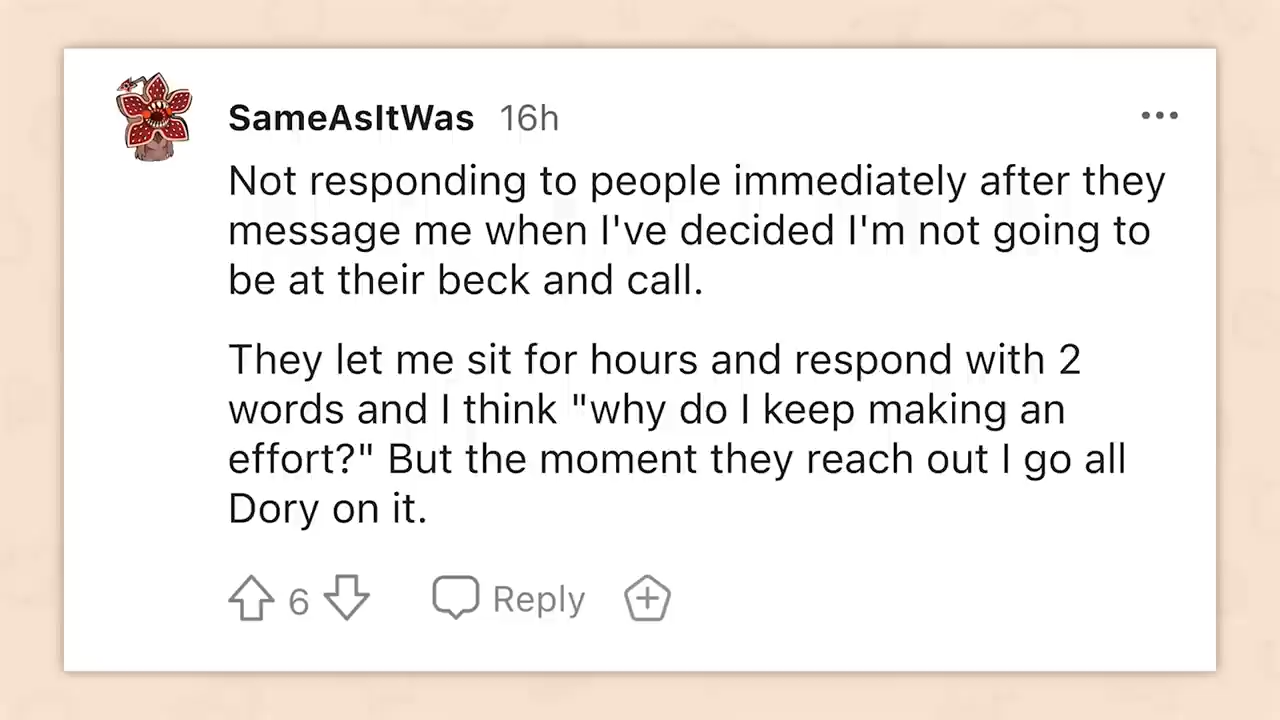 SameAsItWas 16h
Not responding to people immediately after they
message me when I've decided I'm not going to
be at their beck and call.
They let me sit for hours and respond with 2
words and I think "why do I keep making an
effort?" But the moment they reach out I go all
Dory on it.
6 Reply